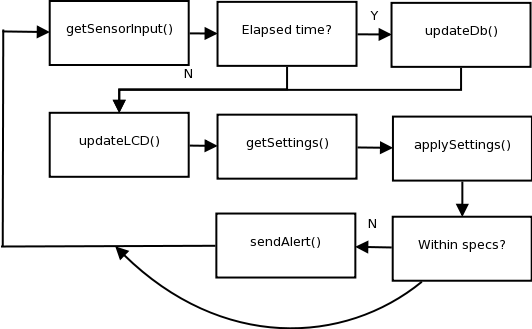 getSensorInput()
Elapsed time?
Y
updateDb()
N
updateLCD()
getSettings()
applySettings()
N
sendAlert()
Within specs?